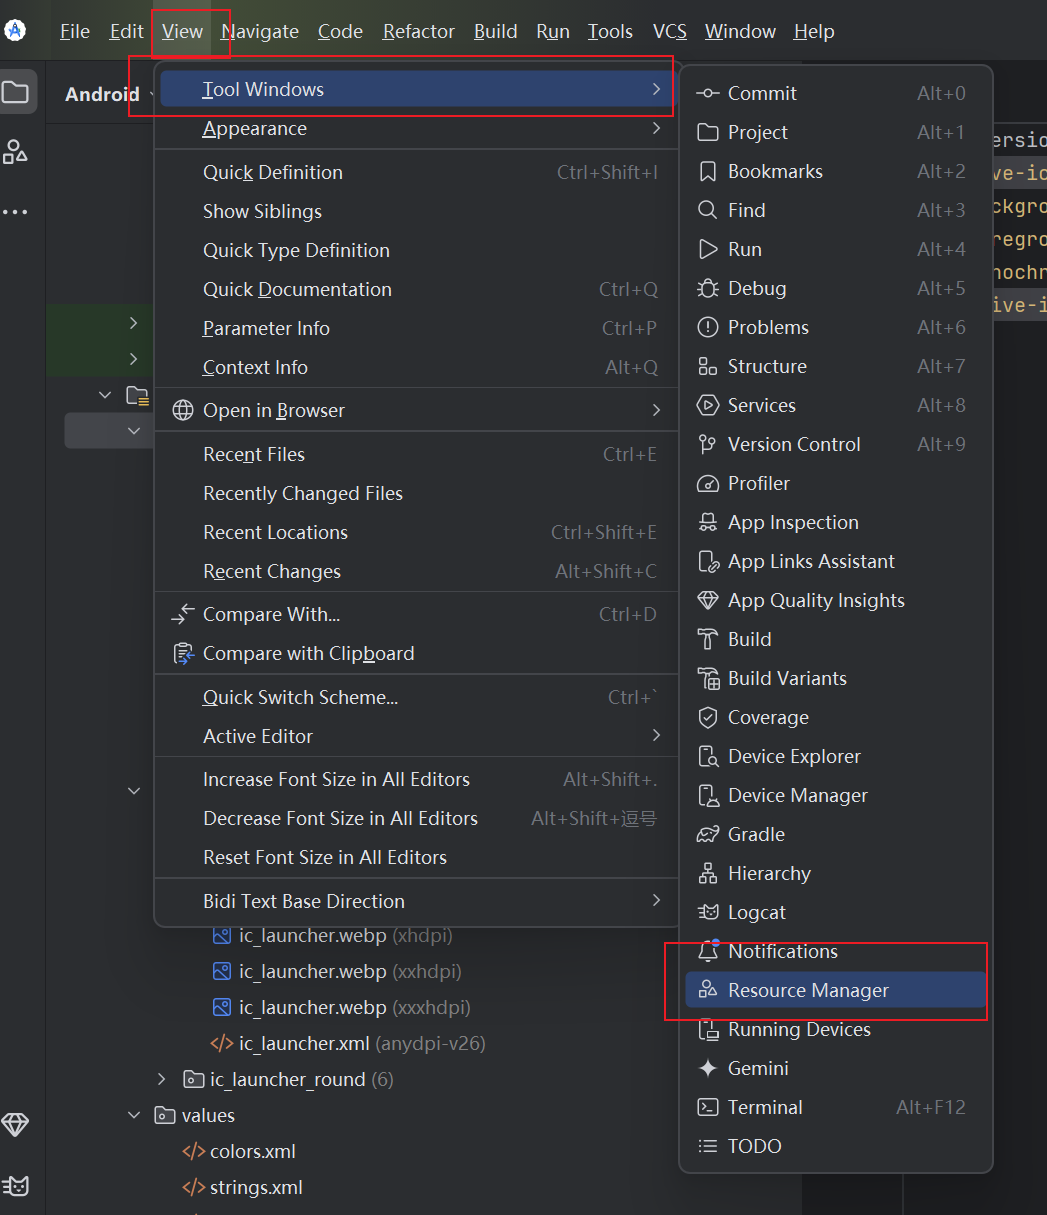 File Edit View Navigate Code Refactor Build Run Tools VCS Window Help
Android
Tool Windows
Appearance
Quick Definition Ctrl+Shift+I
Show Siblings
Quick Type Definition
Quick Documentation Ctrl+Q
Parameter Info Ctrl+P
Context Info Alt+Q
Open in Browser
Recent Files Ctrl+E
Recently Changed Files
Recent Locations Ctrl+Shift+E
Recent Changes Alt+Shift+C
Compare With... Ctrl+D
Compare with Clipboard
Quick Switch Scheme... Ctrl+`
Active Editor
Increase Font Size in All Editors Alt+Shift+.
Decrease Font Size in All Editors Alt+Shift+逗号
Reset Font Size in All Editors
Bidi Text Base Direction
Commit Alt+0
Project Alt+1
Bookmarks Alt+2
Find Alt+3
Run Alt+4
Debug Alt+5
Problems Alt+6
Structure Alt+7
Services Alt+8
Version Control Alt+9
Profiler
App Inspection
App Links Assistant
App Quality Insights
Build
Build Variants
Coverage
Device Explorer
Device Manager
Gradle
Hierarchy
Logcat
Notifications
Resource Manager
Running Devices
Gemini
Terminal Alt+F12
TODO
ersio
ve-ic
ckgro
regro
nochr
ive-i
ic_launcher.webp (xhdpi)
ic_launcher.webp (xxhdpi)
ic_launcher.webp (xxxhdpi)
ic_launcher.xml (anydpi-v26)
ic_launcher_round (6)
values
colors.xml
strings.xml